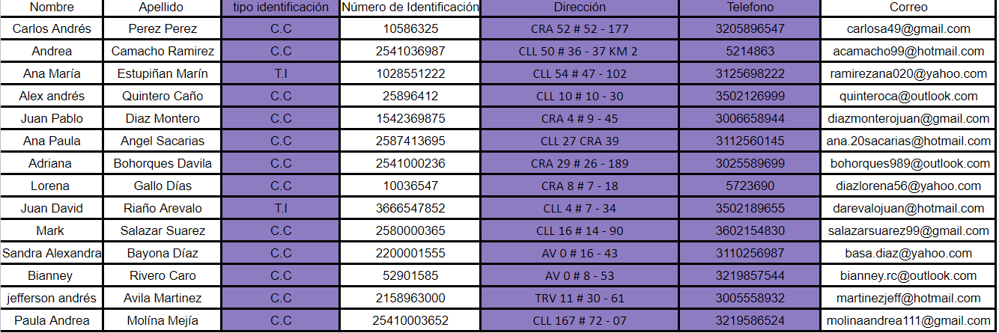 Nombre Apellido tipo identificación Número de Identificación Dirección Telefono Correo
Carlos Andrés Perez Perez C.C 10586325 CRA 52 # 52 - 177 3205896547 carlosa49@gmail.com
Andrea Camacho Ramirez C.C 2541036987 CLL 50 # 36 - 37 KM 2 5214863 acamacho99@hotmail.com
Ana María Estupiñan Marín T.I 1028551222 CLL 54 # 47 - 102 3125698222 ramirezana020@yahoo.com
Alex andrés Quintero Caño C.C 25896412 CLL 10 # 10 - 30 3502126999 quinteroca@outlook.com
Juan Pablo Diaz Montero C.C 1542369875 CRA 4 # 9 - 45 3006658944 diazmonterojuan@gmail.com
Ana Paula Angel Sacarias C.C 2587413695 CLL 27 CRA 39 3112560145 ana.20sacarias@hotmail.com
Adriana Bohorques Davila C.C 2541000236 CRA 29 # 26 - 189 3025589699 bohorques989@outlook.com
Lorena Gallo Días C.C 10036547 CRA 8 # 7 - 18 5723690 diazlorena56@yahoo.com
Juan David Riaño Arevalo T.I 3666547852 CLL 4 # 7 - 34 3502189655 darevalojuan@hotmail.com
Mark Salazar Suarez C.C 2580000365 CLL 16 # 14 - 90 3602154830 salazarsuarez99@gmail.com
Sandra Alexandra Bayona Díaz C.C 2200001555 AV 0 # 16 - 43 3110256987 basa.diaz@yahoo.com
Bianney Rivero Caro C.C 52901585 AV 0 # 8 - 53 3219857544 bianney.rc@outlook.com
jefferson andrés Avila Martinez C.C 2158963000 TRV 11 # 30 - 61 3005558932 martinezjeff@hotmail.com
Paula Andrea Molína Mejía C.C 25410003652 CLL 167 # 72 - 07 3219586524 molinaandrea111@gmail.com